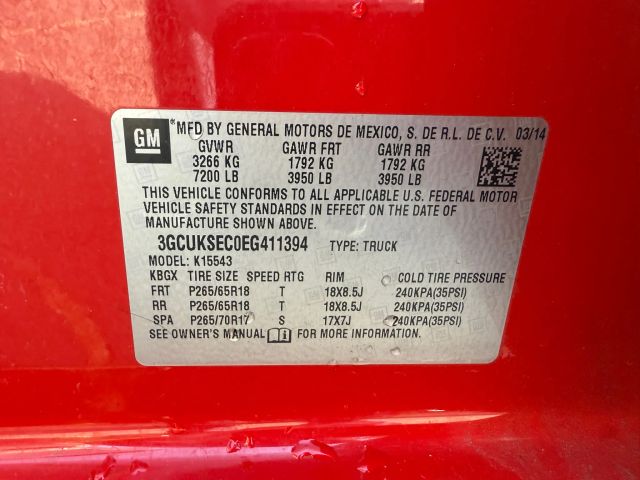 GM
MFD BY GENERAL MOTORS DE MEXICO, S. DE R.L. DE C.V. 03/14
GVWR GAWR FRT GAWR RR
3266 KG 1792 KG 1792 KG
7200 LB 3950 LB 3950 LB
THIS VEHICLE CONFORMS TO ALL APPLICABLE U.S. FEDERAL MOTOR
VEHICLE SAFETY STANDARDS IN EFFECT ON THE DATE OF
MANUFACTURE SHOWN ABOVE.
3GCUKSEC0EG411394 TYPE: TRUCK
MODEL: K15543
KBGX TIRE SIZE SPEED RTG RIM COLD TIRE PRESSURE
FRT P265/65R18 T 18X8.5J 240KPA(35PSI)
RR P265/65R18 T 18X8.5J 240KPA(35PSI)
SPA P265/70R17 S 17X7J 240KPA(35PSI)
SEE OWNER'S MANUAL FOR MORE INFORMATION.